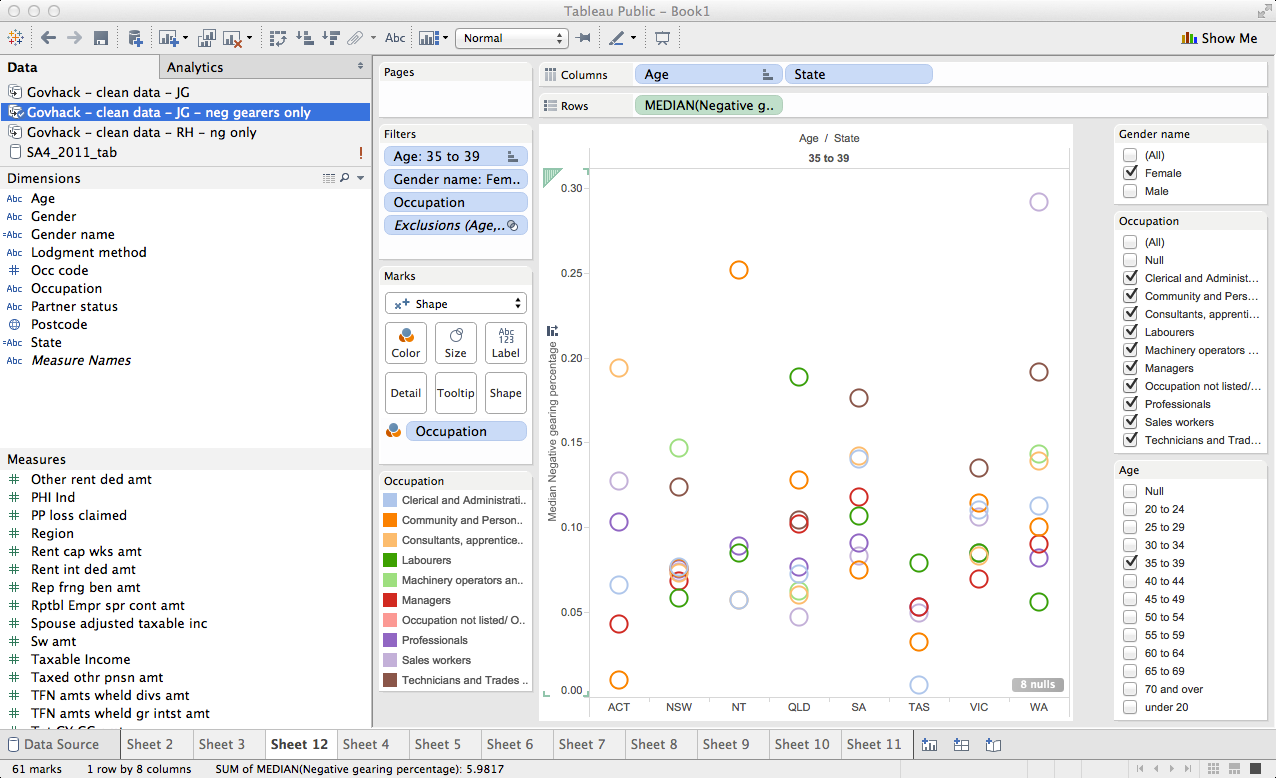 Tableau Public – Book1
Abc
Normal
Show Me
Data
Analytics
Govhack – clean data – JG
Govhack – clean data – JG – neg gearers only
Govhack – clean data – RH – ng only
SA4_2011_tab !
Dimensions
Abc Age
Abc Gender
=Abc Gender name
Abc Lodgment method
# Occ code
Abc Occupation
Abc Partner status
Postcode
=Abc State
Abc Measure Names
Measures
# Other rent ded amt
# PHI Ind
# PP loss claimed
# Region
# Rent cap wks amt
# Rent int ded amt
# Rep frng ben amt
# Rptbl Empr spr cont amt
# Spouse adjusted taxable inc
# Sw amt
# Taxable Income
# Taxed othr pnsn amt
# TFN amts wheld divs amt
# TFN amts wheld gr intst amt
Pages
Filters
Age: 35 to 39
Gender name: Fem..
Occupation
Exclusions (Age,..
Marks
Shape
Color
Size
Abc
123
Label
Detail
Tooltip
Shape
Occupation
Occupation
Clerical and Administrati..
Community and Person..
Consultants, apprentice..
Labourers
Machinery operators an..
Managers
Occupation not listed/ O..
Professionals
Sales workers
Technicians and Trades ..
Columns
Age
State
Rows
MEDIAN(Negative g..
Age / State
35 to 39
Median Negative gearing percentage
0.30
0.25
0.20
0.15
0.10
0.05
0.00
8 nulls
ACT NSW NT QLD SA TAS VIC WA
Gender name
(All)
Female
Male
Occupation
(All)
Null
Clerical and Administ...
Community and Pers...
Consultants, apprenti...
Labourers
Machinery operators ...
Managers
Occupation not listed/...
Professionals
Sales workers
Technicians and Trad...
Age
Null
20 to 24
25 to 29
30 to 34
35 to 39
40 to 44
45 to 49
50 to 54
55 to 59
60 to 64
65 to 69
70 and over
under 20
Data Source
Sheet 2
Sheet 3
Sheet 12
Sheet 4
Sheet 5
Sheet 6
Sheet 7
Sheet 8
Sheet 9
Sheet 10
Sheet 11
61 marks
1 row by 8 columns
SUM of MEDIAN(Negative gearing percentage): 5.9817